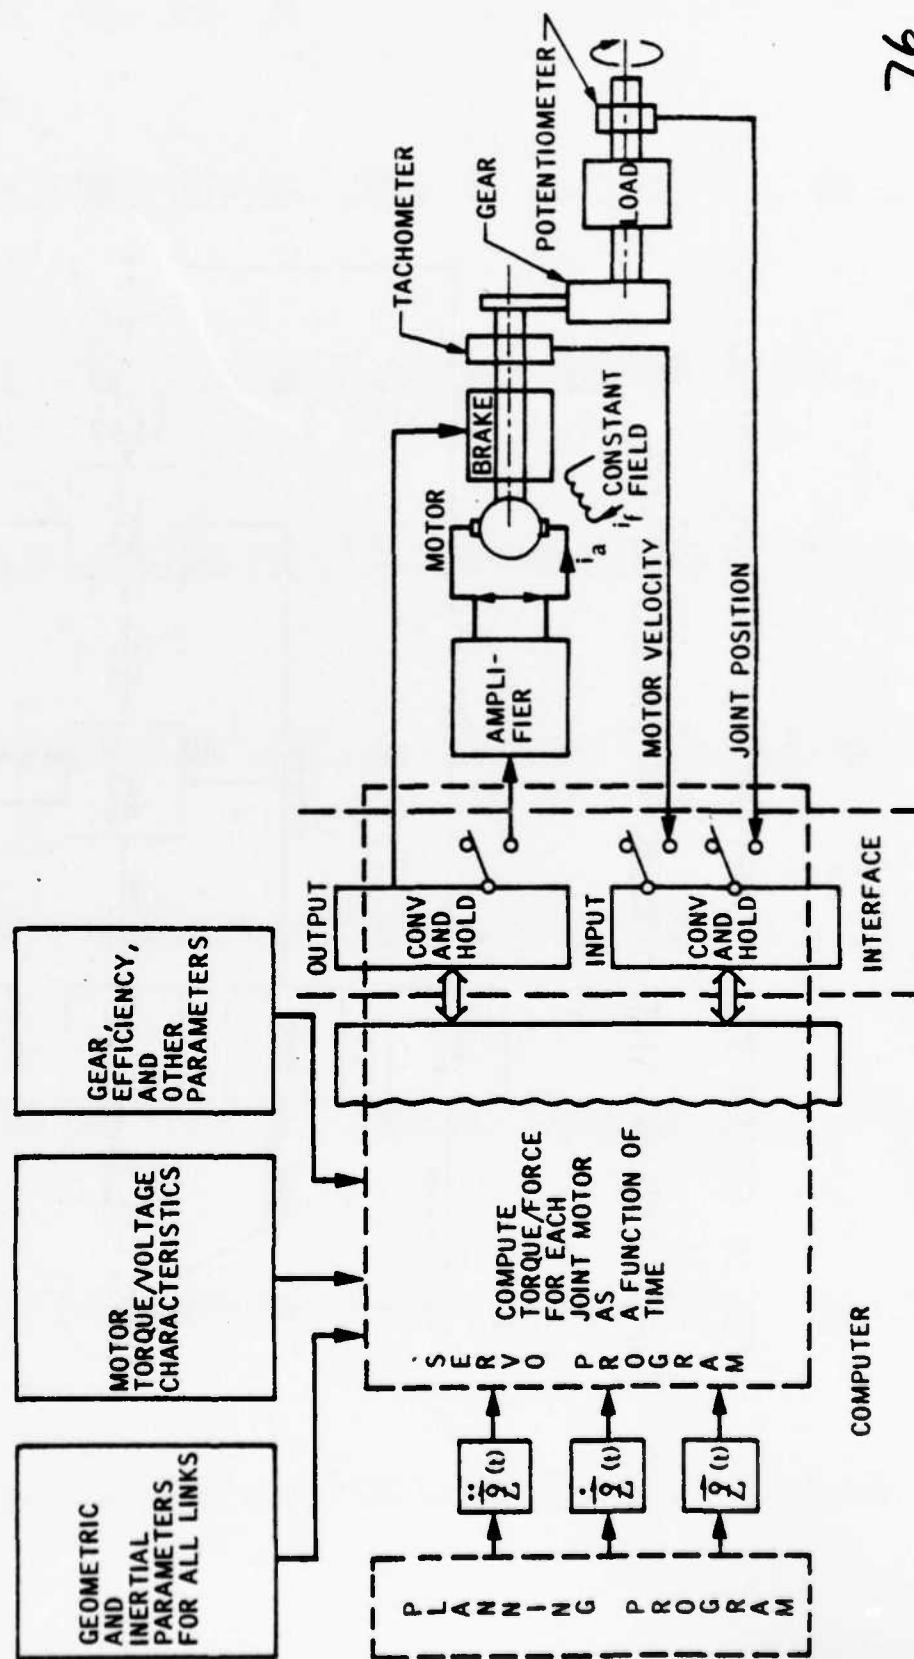 GEOMETRIC
AND
INERTIAL
PARAMETERS
FOR ALL LINKS
MOTOR
TORQUE/VOLTAGE
CHARACTERISTICS
GEAR,
EFFICIENCY,
AND
OTHER
PARAMETERS
PLANNING PROGRAM
(t)
(t)
(t)
SERVO PROGRAM
COMPUTE
TORQUE/FORCE
FOR EACH
JOINT MOTOR
AS
A FUNCTION OF
TIME
COMPUTER
OUTPUT
CONV
AND
HOLD
INPUT
CONV
AND
HOLD
INTERFACE
AMPLI-
FIER
MOTOR
BRAKE
i_a
i_f
CONSTANT
FIELD
TACHOMETER
GEAR
POTENTIOMETER
LOAD
MOTOR VELOCITY
JOINT POSITION
76